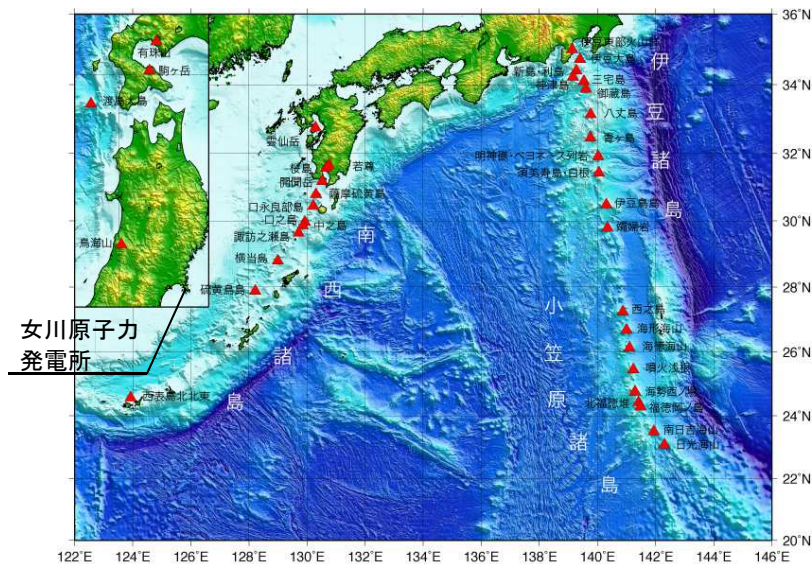 有珠山
駒ヶ岳
渡島大島
鳥海山
女川原子力
発電所
雲仙岳
桜島
若尊
開聞岳
薩摩硫黄島
口永良部島
口之島
中之島
諏訪之瀬島
横当島
硫黄鳥島
西表島北北東
南西諸島
伊豆東部火山群
伊豆大島
新島・利島
三宅島
神津島
御蔵島
八丈島
青ヶ島
明神礁・ベヨネース列岩
須美寿島・白根
伊豆鳥島
孀婦岩
伊豆諸島
西之島
海形海山
海徳海山
噴火浅根
海勢西ノ場
北福徳堆
福徳岡ノ場
南日吉海山
日光海山
小笠原諸島
36°N
34°N
32°N
30°N
28°N
26°N
24°N
22°N
20°N
122°E
124°E
126°E
128°E
130°E
132°E
134°E
136°E
138°E
140°E
142°E
144°E
146°E